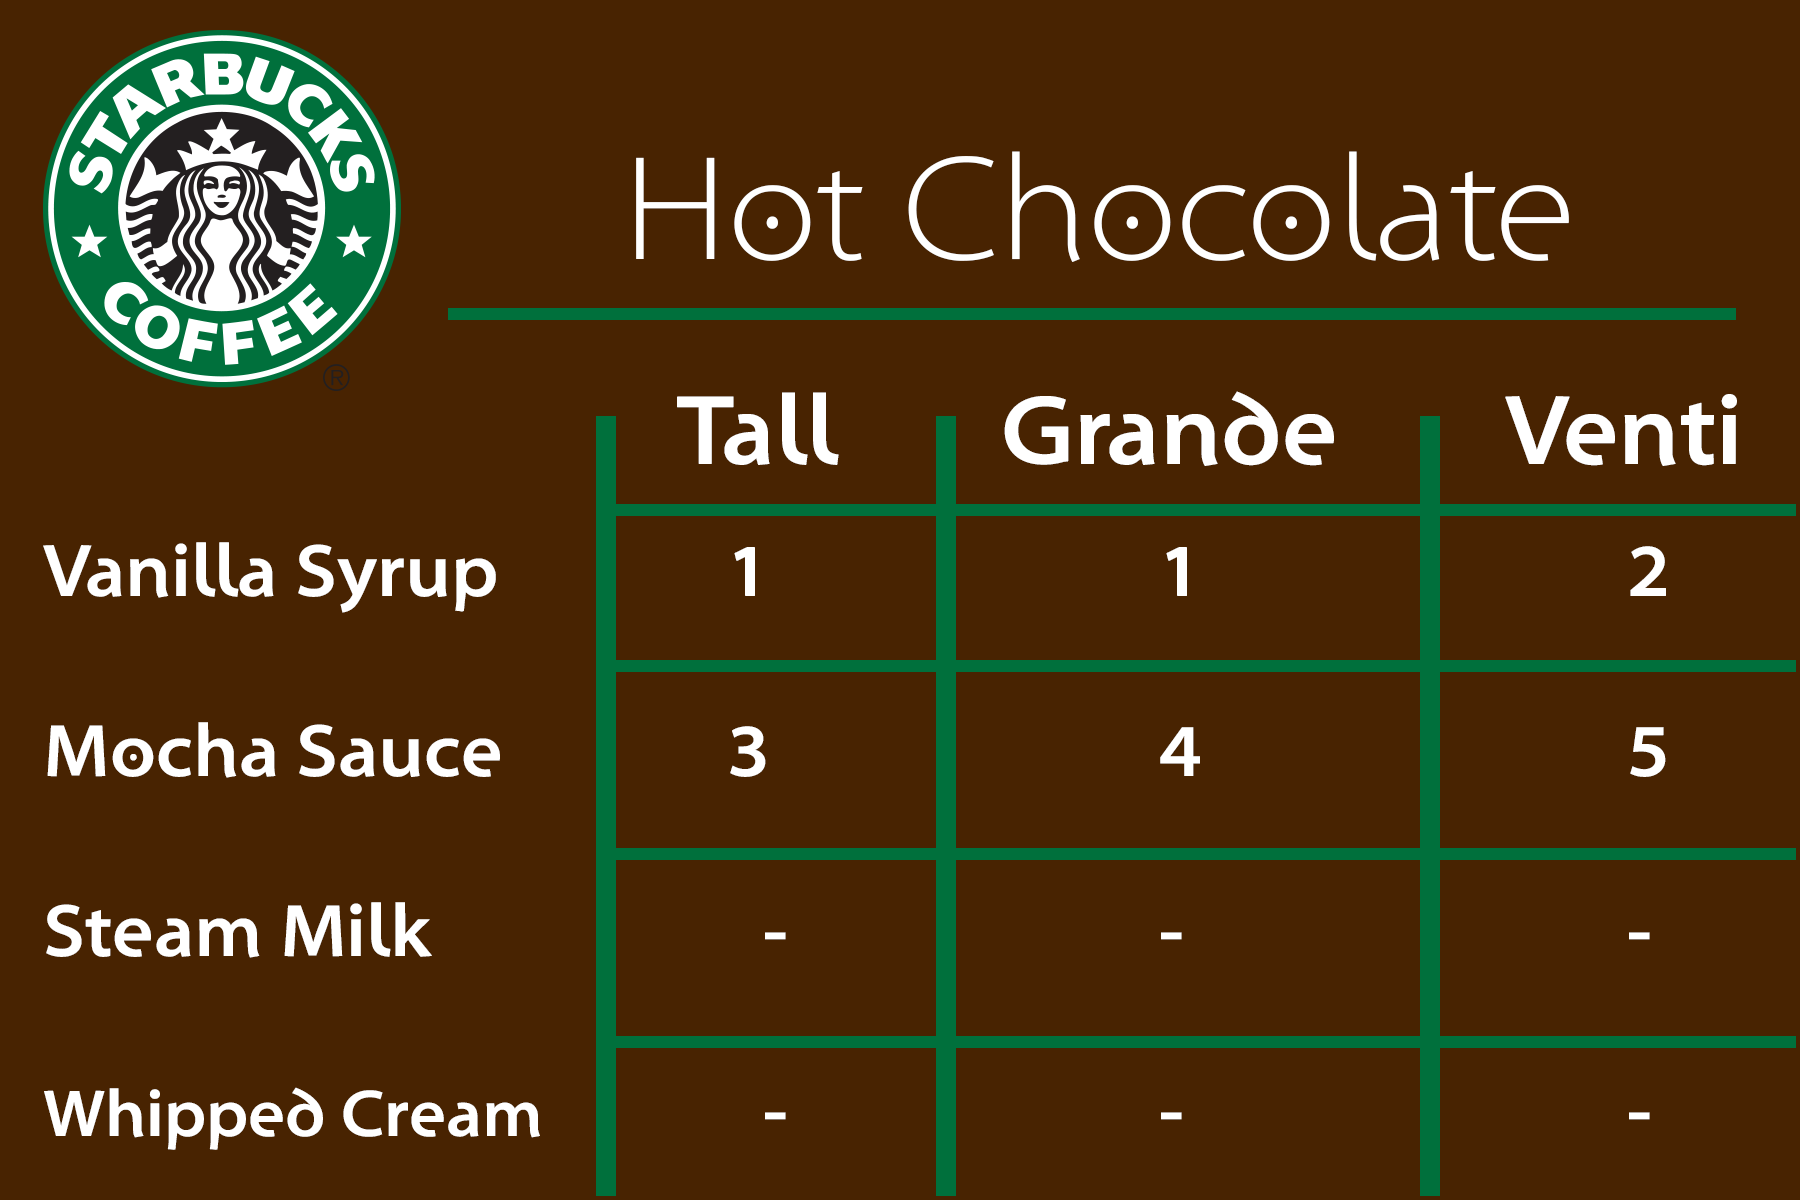 STARBUCKS
COFFEE
®
Hot Chocolate
Tall Grande Venti
Vanilla Syrup 1 1 2
Mocha Sauce 3 4 5
Steam Milk - - -
Whipped Cream - - -